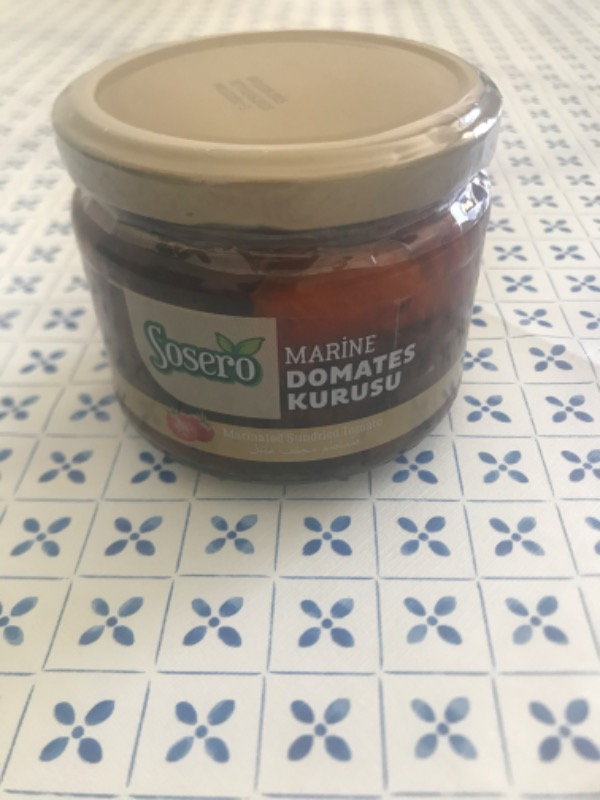 Sosero
MARİNE
DOMATES
KURUSU
Marinated Sundried Tomato